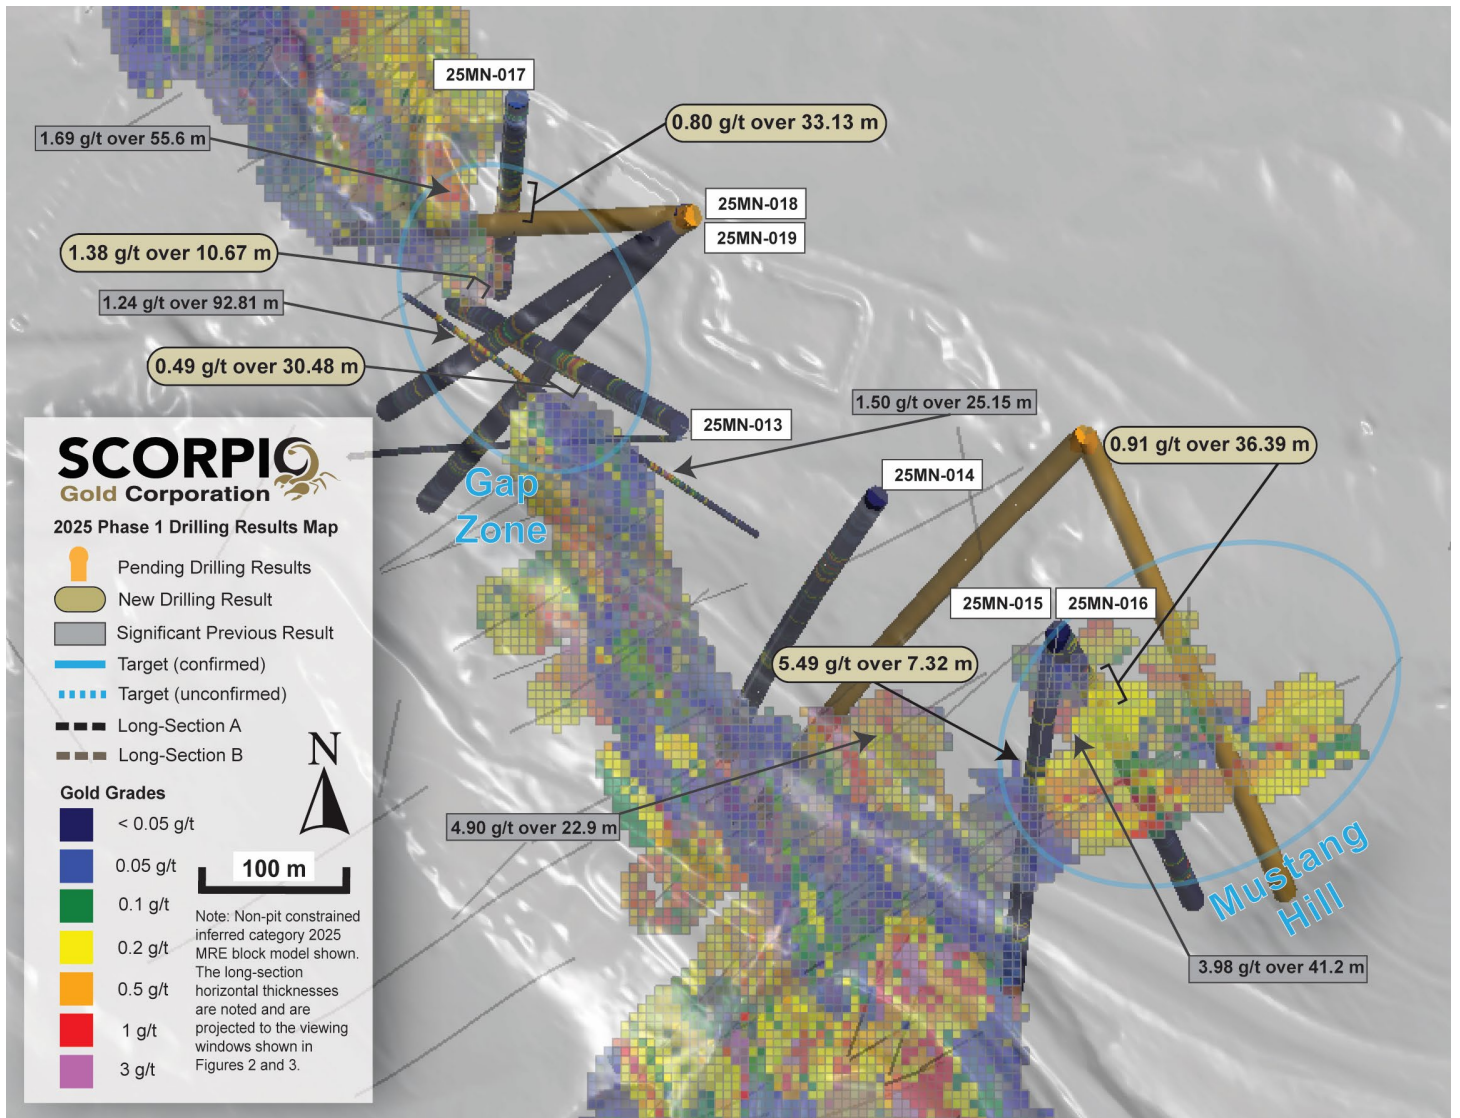 25MN-017
0.80 g/t over 33.13 m
1.69 g/t over 55.6 m
25MN-018
25MN-019
1.38 g/t over 10.67 m
1.24 g/t over 92.81 m
0.49 g/t over 30.48 m
1.50 g/t over 25.15 m
25MN-013
0.91 g/t over 36.39 m
25MN-014
Gap
Zone
25MN-015
25MN-016
5.49 g/t over 7.32 m
4.90 g/t over 22.9 m
Mustang
Hill
3.98 g/t over 41.2 m
SCORPIO
Gold Corporation
2025 Phase 1 Drilling Results Map
Pending Drilling Results
New Drilling Result
Significant Previous Result
Target (confirmed)
Target (unconfirmed)
Long-Section A
Long-Section B
N
Gold Grades
< 0.05 g/t
0.05 g/t
0.1 g/t
0.2 g/t
0.5 g/t
1 g/t
3 g/t
100 m
Note: Non-pit constrained
inferred category 2025
MRE block model shown.
The long-section
horizontal thicknesses
are noted and are
projected to the viewing
windows shown in
Figures 2 and 3.